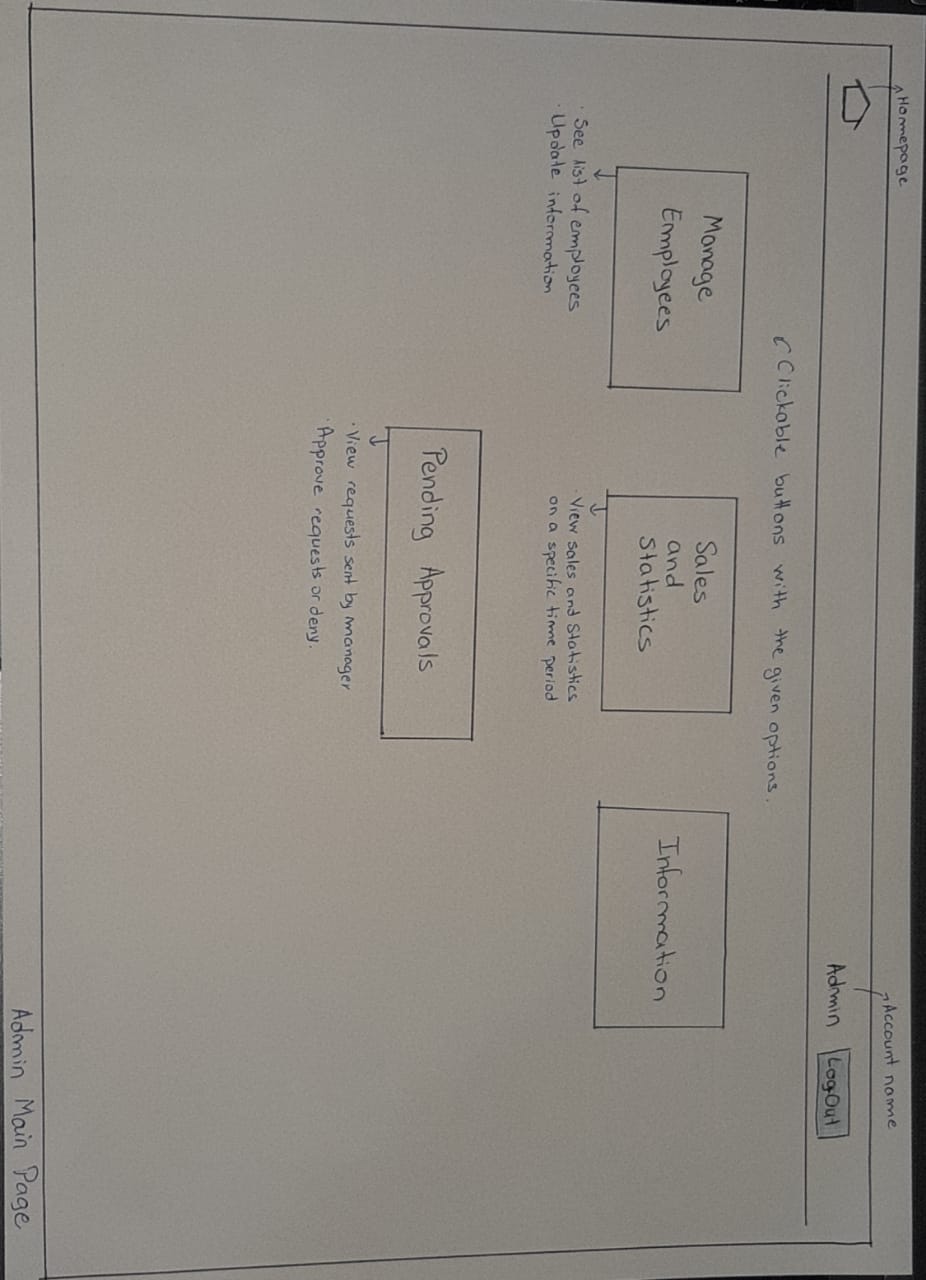 Homepage
Account name
Admin LogOut
Clickable buttons with the given options.
Manage
Employees
Sales
and
Statistics
Information
· See list of employees
· Update information
· View sales and Statistics
on a specific time period
Pending Approvals
· View requests sent by manager
· Approve requests or deny.
Admin Main Page